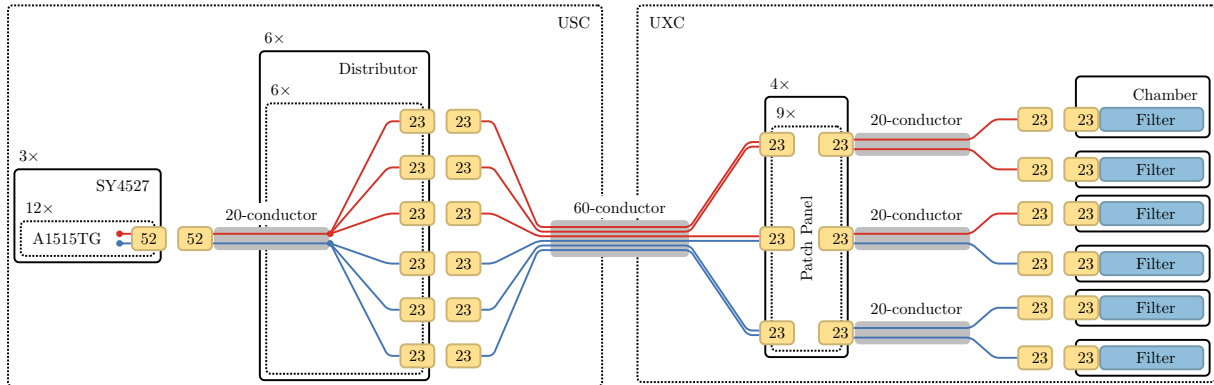 USC
UXC
6×
Distributor
6×
3×
SY4527
12×
A1515TG
52
52
20-conductor
23
23
23
23
23
23
23
23
23
23
23
23
60-conductor
4×
9×
Patch Panel
23
23
23
23
23
23
20-conductor
20-conductor
20-conductor
Chamber
23
23
Filter
23
23
Filter
23
23
Filter
23
23
Filter
23
23
Filter
23
23
Filter